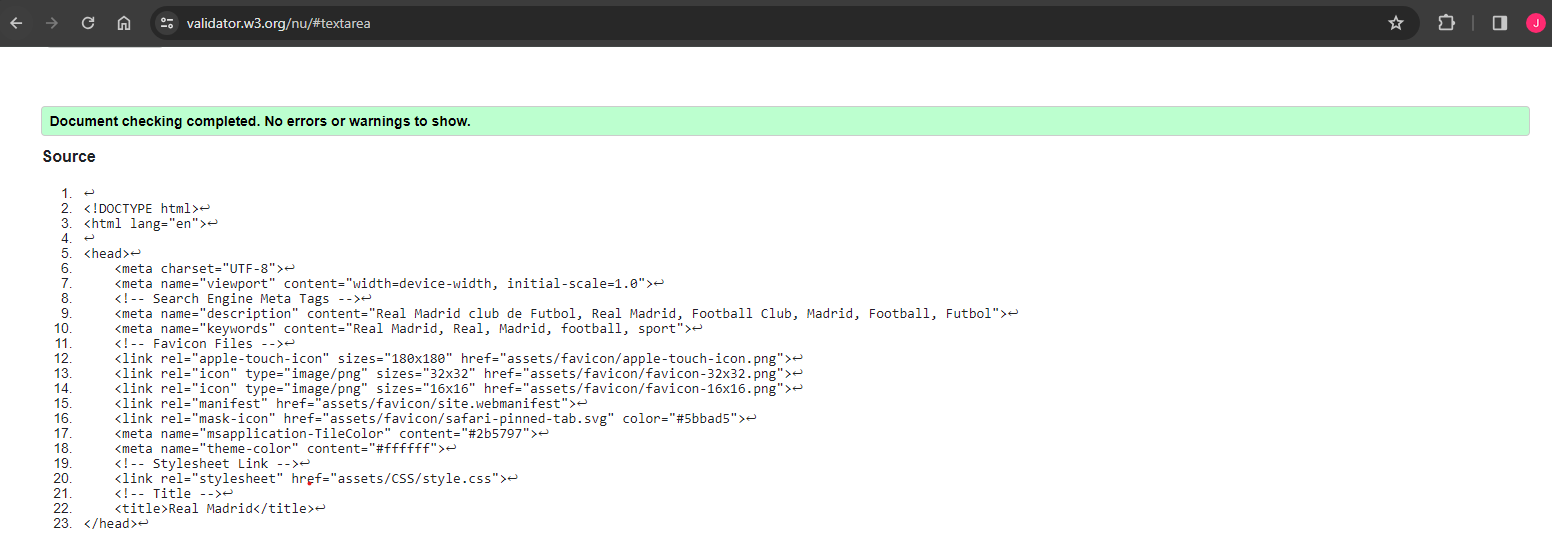 validator.w3.org/nu/#textarea
J
Document checking completed. No errors or warnings to show.
Source
1. ↩
2. <!DOCTYPE html>↩
3. <html lang="en">↩
4. ↩
5. <head>↩
6. <meta charset="UTF-8">↩
7. <meta name="viewport" content="width=device-width, initial-scale=1.0">↩
8. <!-- Search Engine Meta Tags -->↩
9. <meta name="description" content="Real Madrid club de Futbol, Real Madrid, Football Club, Madrid, Football, Futbol">↩
10. <meta name="keywords" content="Real Madrid, Real, Madrid, football, sport">↩
11. <!-- Favicon Files -->↩
12. <link rel="apple-touch-icon" sizes="180x180" href="assets/favicon/apple-touch-icon.png">↩
13. <link rel="icon" type="image/png" sizes="32x32" href="assets/favicon/favicon-32x32.png">↩
14. <link rel="icon" type="image/png" sizes="16x16" href="assets/favicon/favicon-16x16.png">↩
15. <link rel="manifest" href="assets/favicon/site.webmanifest">↩
16. <link rel="mask-icon" href="assets/favicon/safari-pinned-tab.svg" color="#5bbad5">↩
17. <meta name="msapplication-TileColor" content="#2b5797">↩
18. <meta name="theme-color" content="#ffffff">↩
19. <!-- Stylesheet Link -->↩
20. <link rel="stylesheet" href="assets/CSS/style.css">↩
21. <!-- Title -->↩
22. <title>Real Madrid</title>↩
23. </head>↩